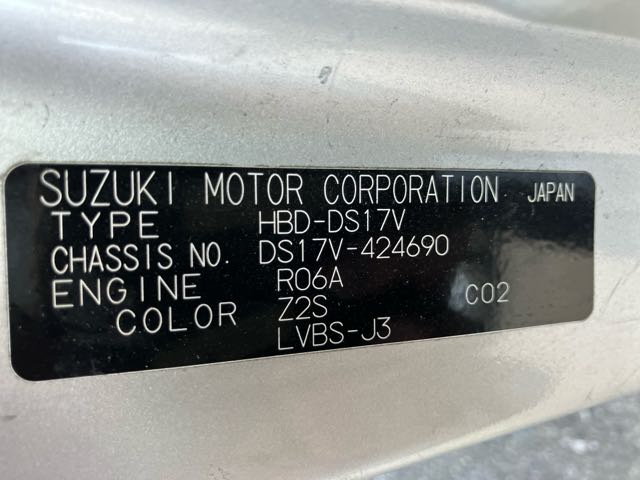 SUZUKI MOTOR CORPORATION JAPAN
TYPE HBD-DS17V
CHASSIS NO. DS17V-424690
ENGINE R06A
COLOR Z2S C02
LVBS-J3